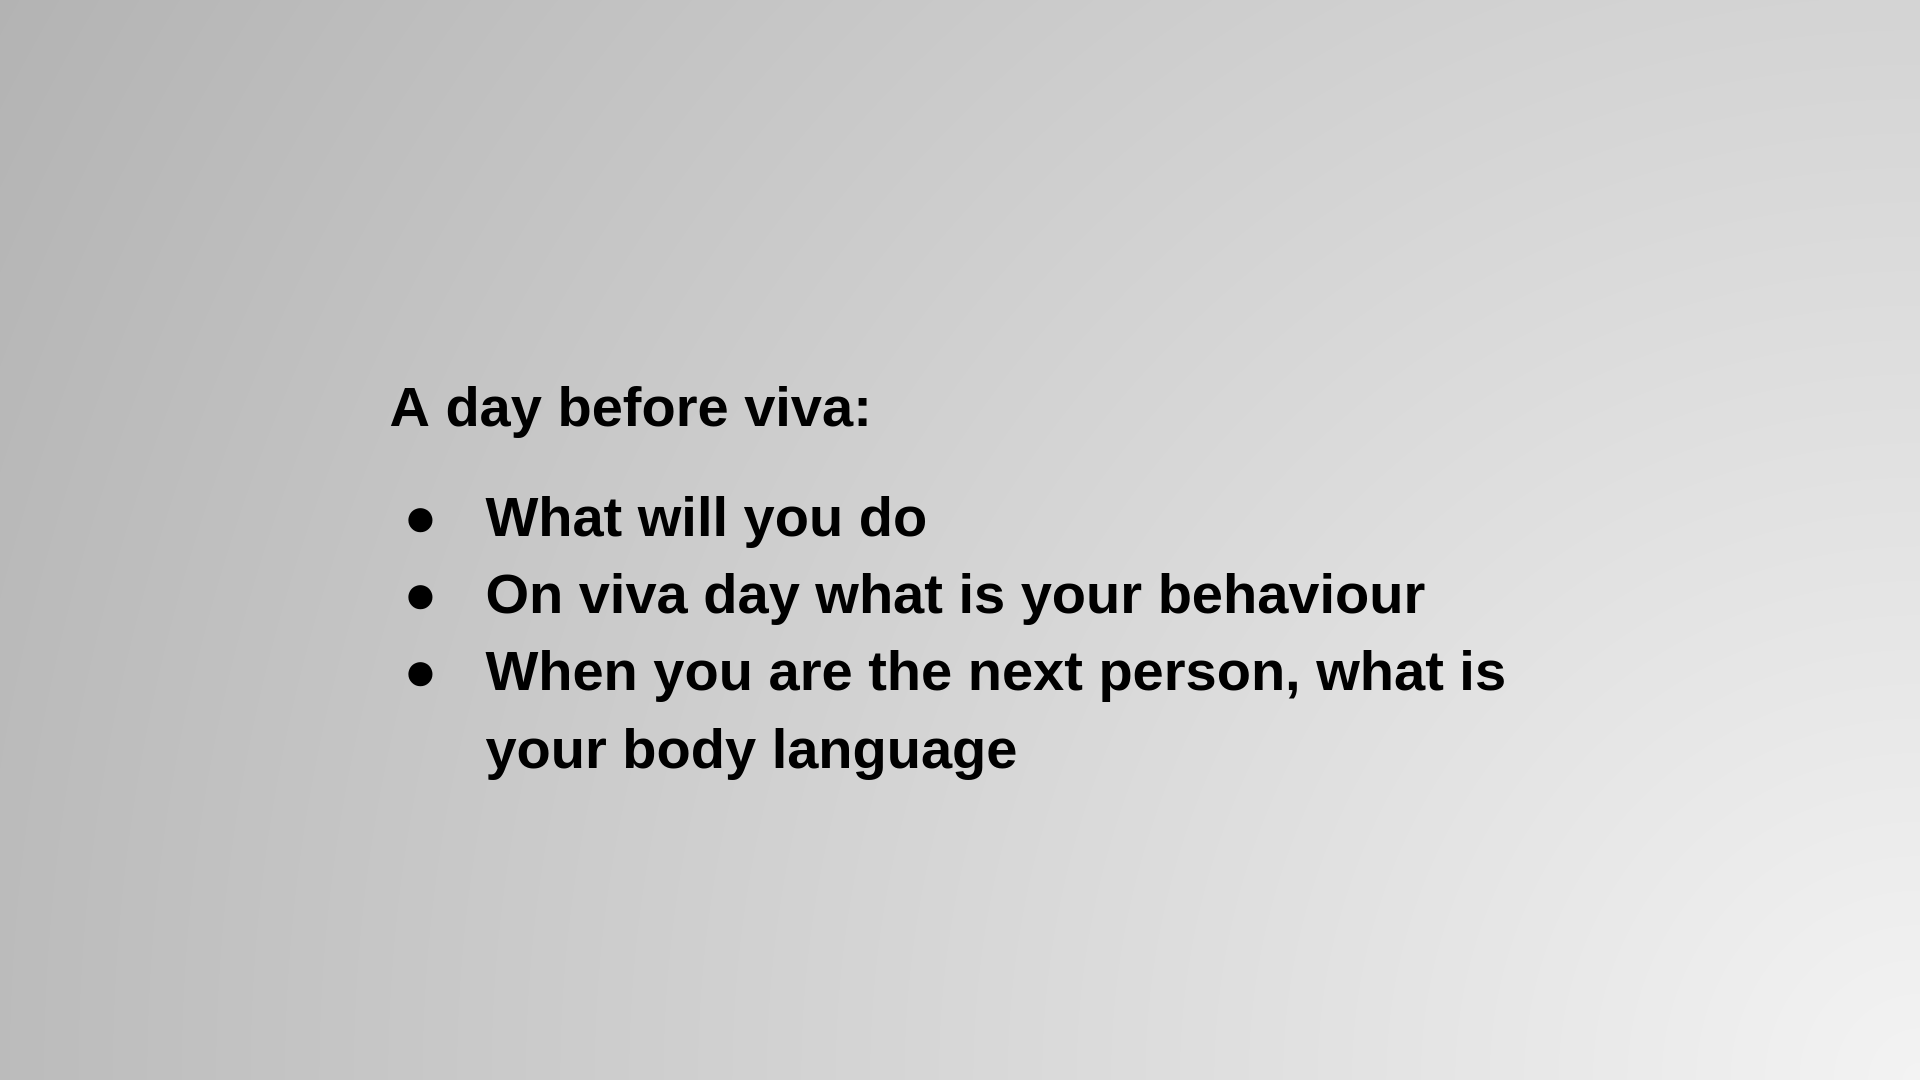 A day before viva:
● What will you do
● On viva day what is your behaviour
● When you are the next person, what is
your body language